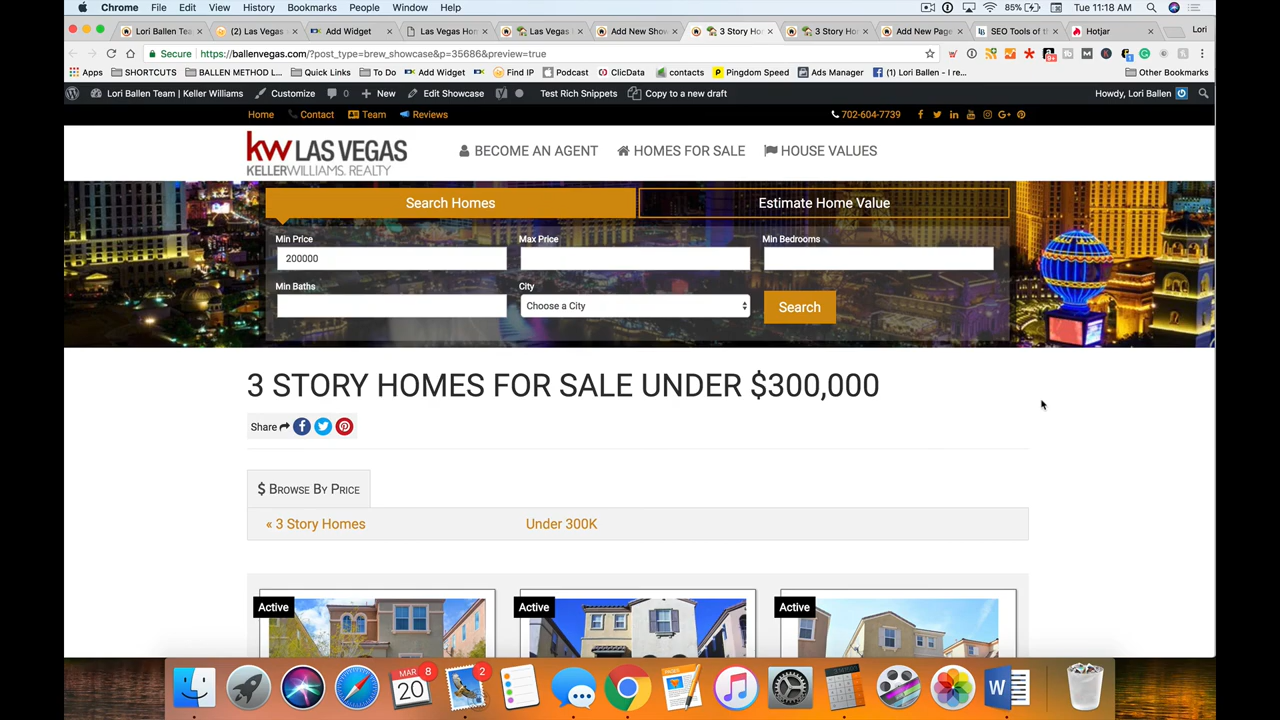 Chrome File Edit View History Bookmarks People Window Help 85% Tue 11:18 AM
Lori Ballen Team | (2) Las Vegas Add Widget Las Vegas Hom Las Vegas Add New Show 3 Story Hom 3 Story Hom Add New Page SEO Tools of th Hotjar Lori
Secure https://ballenvegas.com/?post_type=brew_showcase&p=35686&preview=true
Apps SHORTCUTS BALLEN METHOD L... Quick Links To Do Add Widget Find IP Podcast ClicData contacts Pingdom Speed Ads Manager (1) Lori Ballen - I re... Other Bookmarks
Lori Ballen Team | Keller Williams Customize 0 New Edit Showcase Test Rich Snippets Copy to a new draft Howdy, Lori Ballen
Home Contact Team Reviews 702-604-7739
kw LAS VEGAS
KELLERWILLIAMS. REALTY
BECOME AN AGENT HOMES FOR SALE HOUSE VALUES
Search Homes Estimate Home Value
Min Price Max Price Min Bedrooms
200000
Min Baths City
Choose a City Search
3 STORY HOMES FOR SALE UNDER $300,000
Share
$ BROWSE BY PRICE
« 3 Story Homes Under 300K
Active Active Active
MAR 8 2
20
W